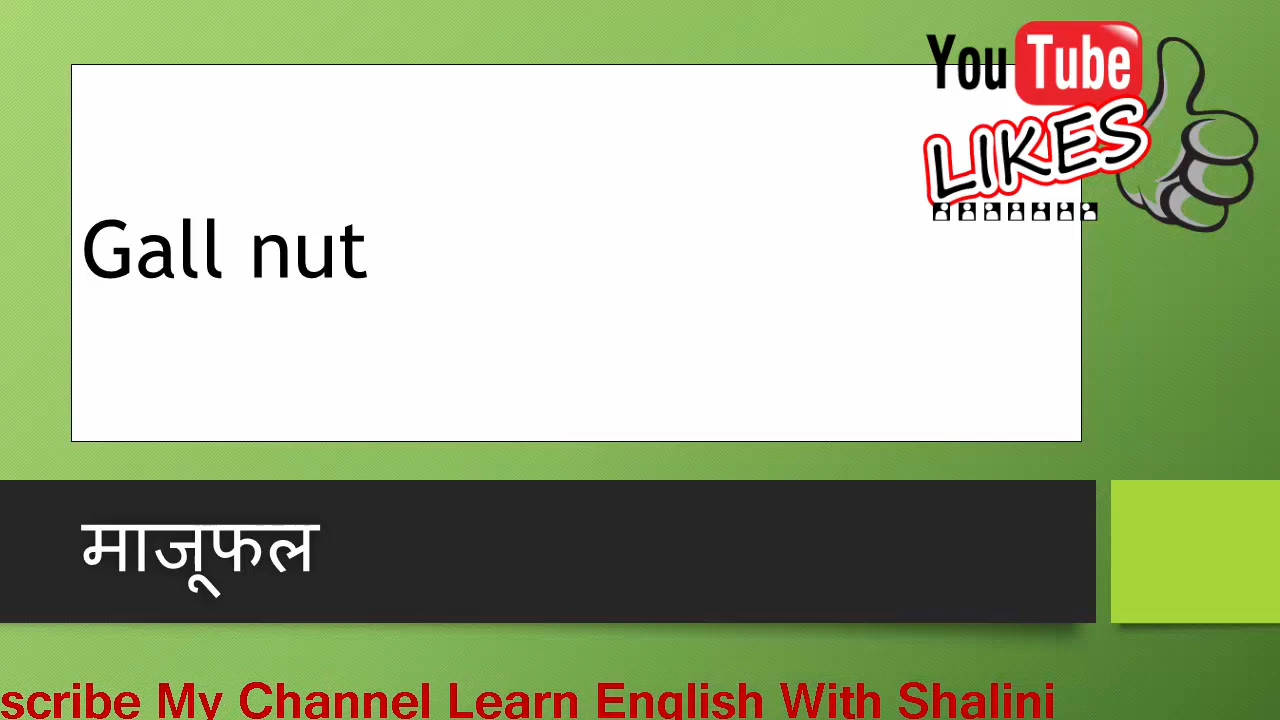 You Tube
LIKES
Gall nut
माजूफल
scribe My Channel Learn English With Shalini